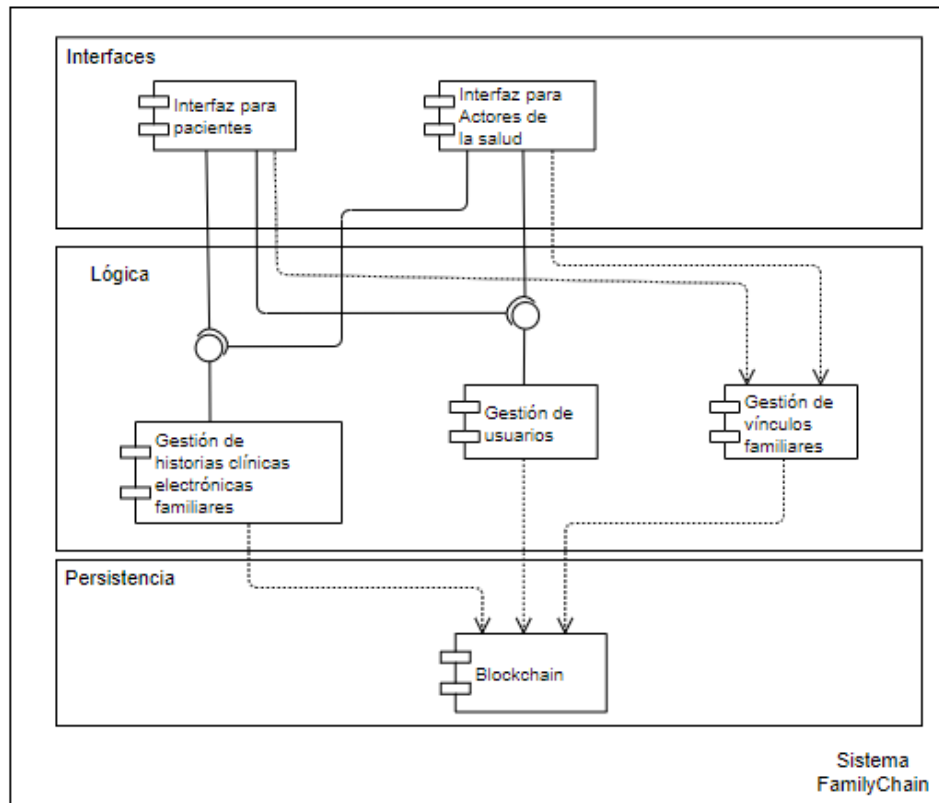 Interfaces
Interfaz para
pacientes
Interfaz para
Actores de
la salud
Lógica
Gestión de
historias clínicas
electrónicas
familiares
Gestión de
usuarios
Gestión de
vínculos
familiares
Persistencia
Blockchain
Sistema
FamilyChain